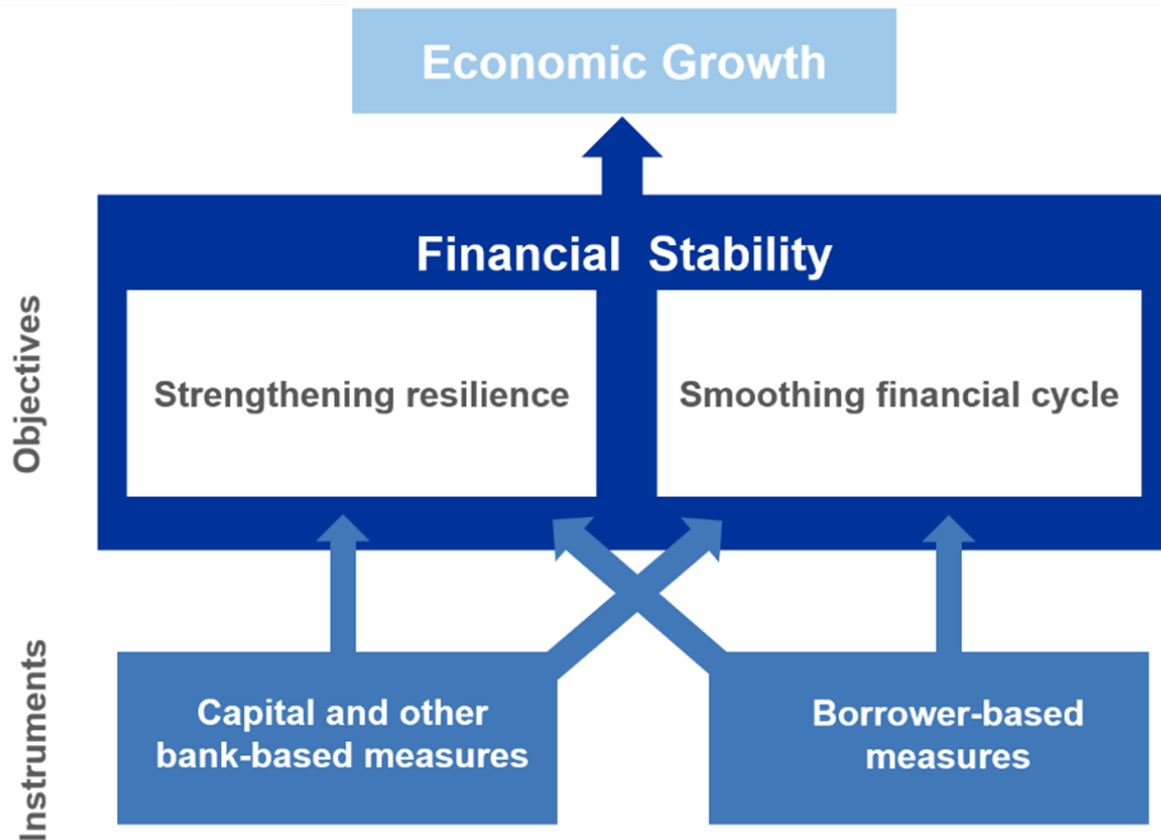 Economic Growth
Financial Stability
Objectives
Strengthening resilience
Smoothing financial cycle
Instruments
Capital and other
bank-based measures
Borrower-based
measures